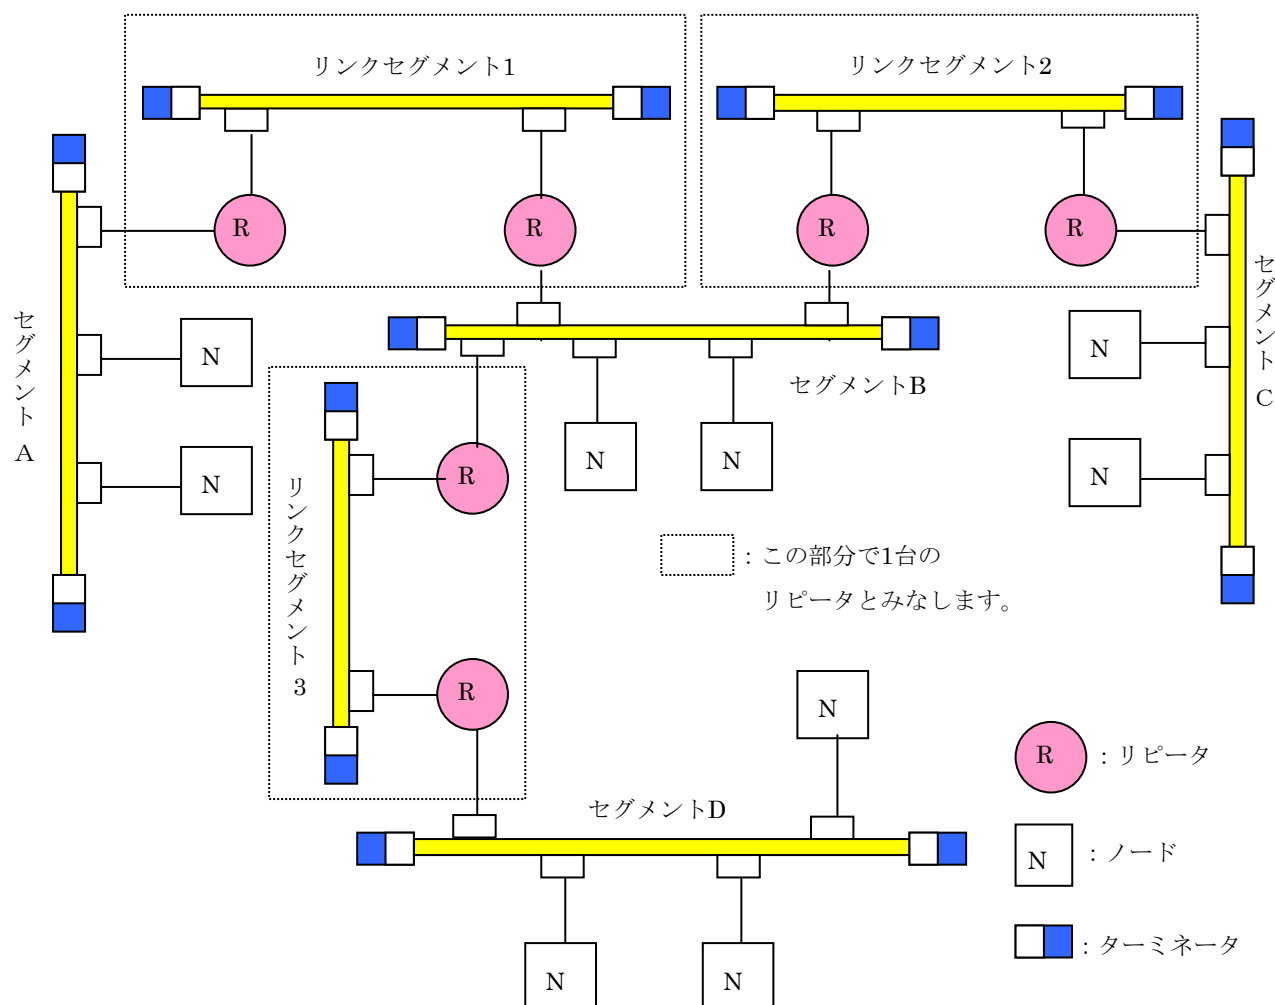 リンクセグメント1
リンクセグメント2
R
R
R
R
セグメント A
N
N
セグメントB
N
N
セグメント C
N
N
リンクセグメント 3
R
R
：この部分で1台の
リピータとみなします。
セグメントD
N
N
N
R
：リピータ
N
：ノード
：ターミネータ